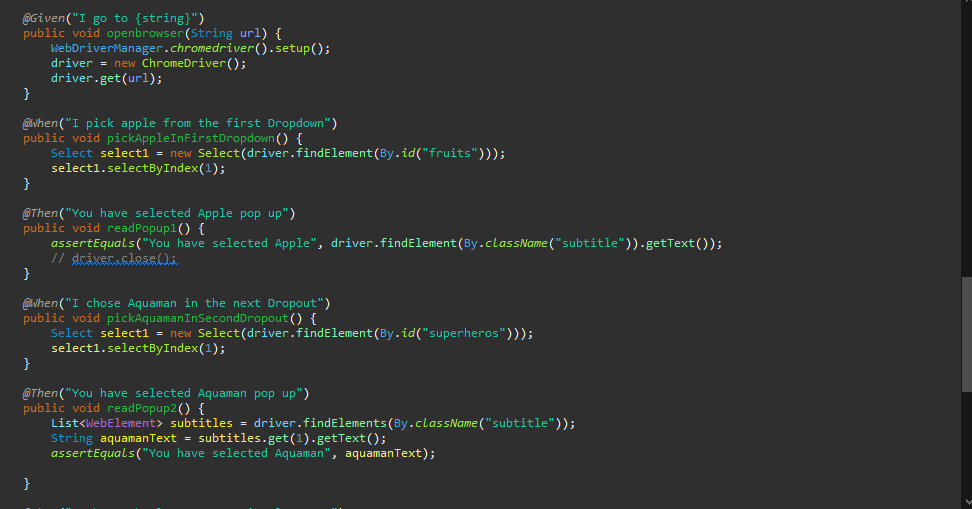 @Given("I go to {string}")
public void openbrowser(String url) {
    WebDriverManager.chromedriver().setup();
    driver = new ChromeDriver();
    driver.get(url);
}
@When("I pick apple from the first Dropdown")
public void pickAppleInFirstDropdown() {
    Select select1 = new Select(driver.findElement(By.id("fruits")));
    select1.selectByIndex(1);
}
@Then("You have selected Apple pop up")
public void readPopup1() {
    assertEquals("You have selected Apple", driver.findElement(By.className("subtitle")).getText());
    // driver.close();
}
@When("I chose Aquaman in the next Dropout")
public void pickAquamanInSecondDropout() {
    Select select1 = new Select(driver.findElement(By.id("superheros")));
    select1.selectByIndex(1);
}
@Then("You have selected Aquaman pop up")
public void readPopup2() {
    List<WebElement> subtitles = driver.findElements(By.className("subtitle"));
    String aquamanText = subtitles.get(1).getText();
    assertEquals("You have selected Aquaman", aquamanText);
}